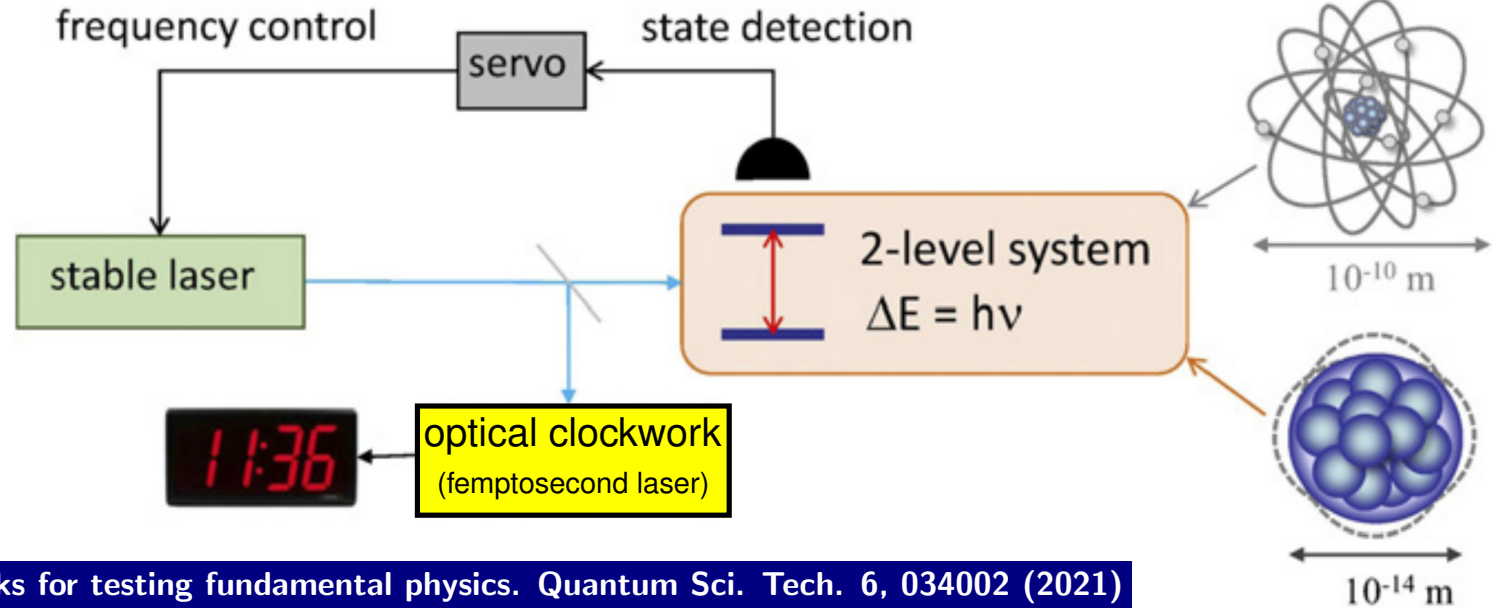 frequency control
state detection
servo
stable laser
2-level system
ΔE = hν
10⁻¹⁰ m
optical clockwork
(femptosecond laser)
11:36
10⁻¹⁴ m
for testing fundamental physics. Quantum Sci. Tech. 6, 034002 (2021)